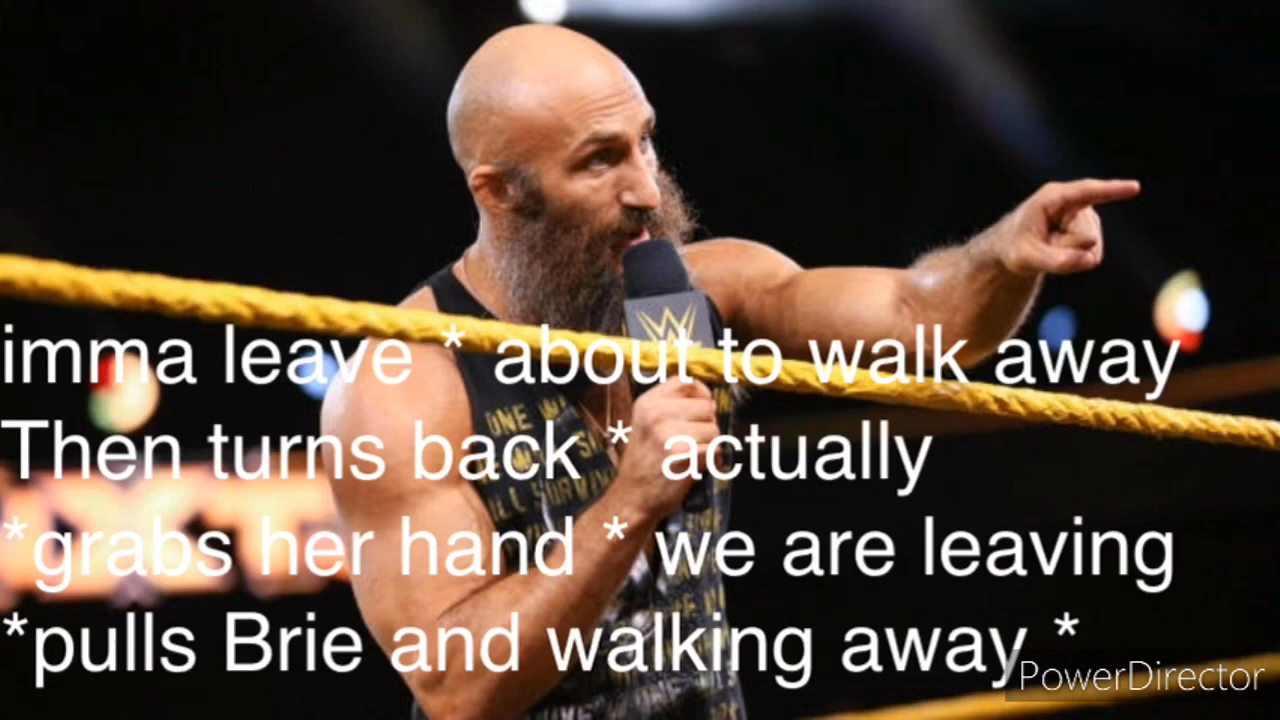 imma leave * about to walk away
Then turns back * actually
*grabs her hand * we are leaving
*pulls Brie and walking away *
PowerDirector
W
ONE